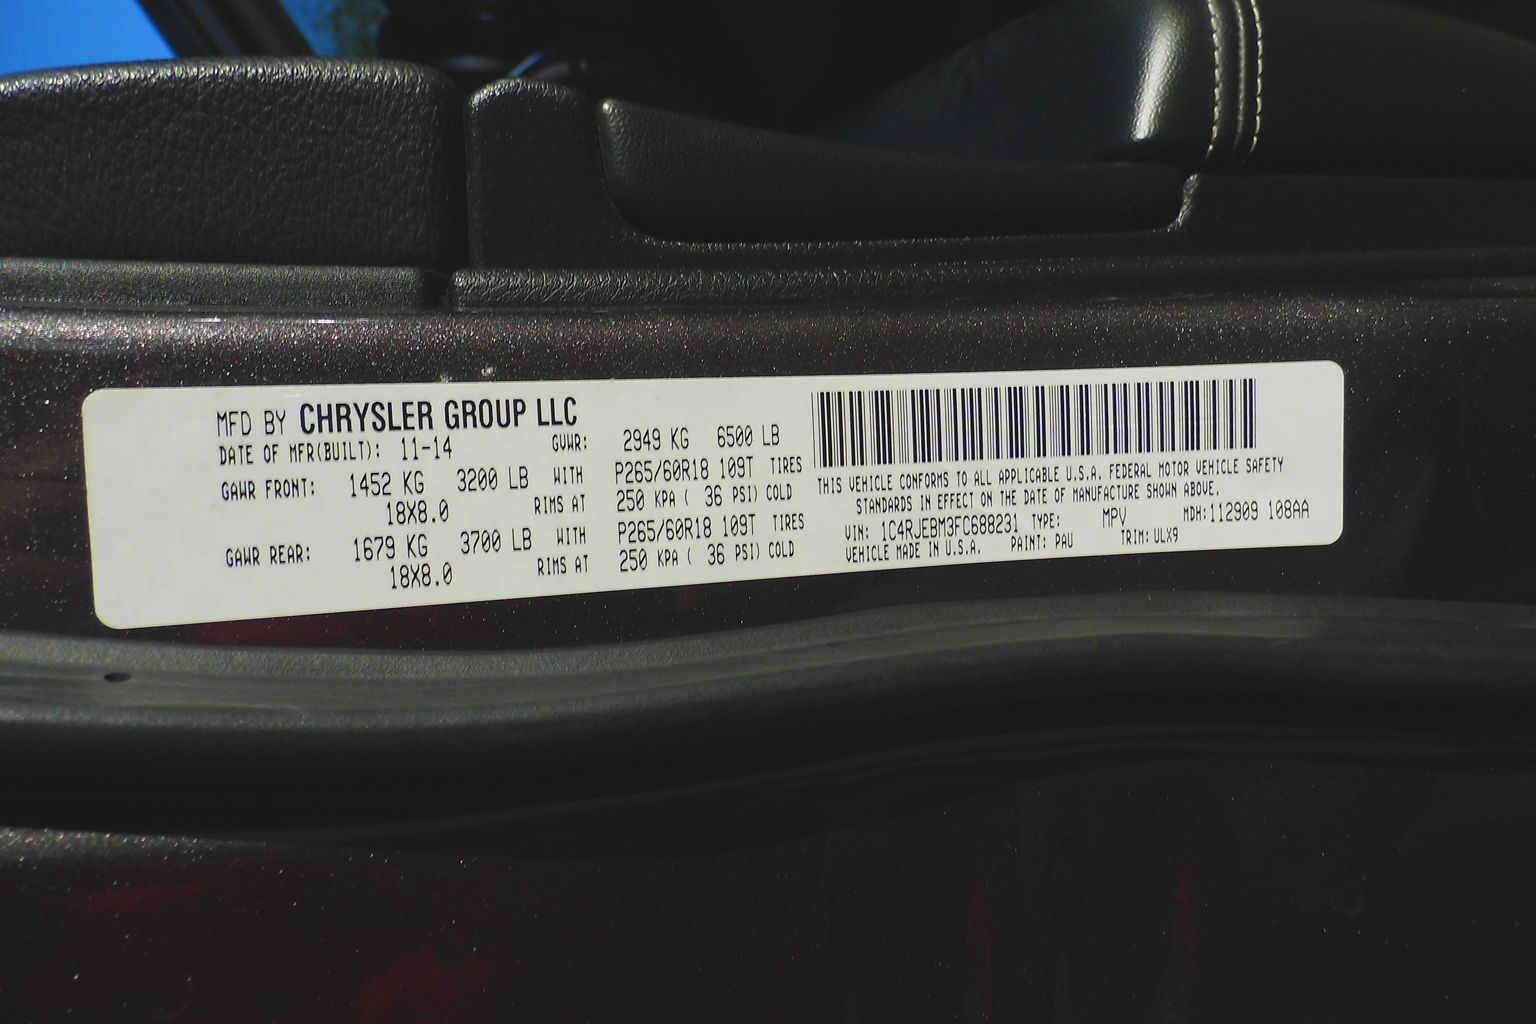 MFD BY CHRYSLER GROUP LLC
DATE OF MFR(BUILT): 11-14 GVWR: 2949 KG 6500 LB
GAWR FRONT: 1452 KG 3200 LB WITH P265/60R18 109T TIRES
18X8.0 RIMS AT 250 KPA ( 36 PSI) COLD
GAWR REAR: 1679 KG 3700 LB WITH P265/60R18 109T TIRES
18X8.0 RIMS AT 250 KPA ( 36 PSI) COLD
THIS VEHICLE CONFORMS TO ALL APPLICABLE U.S.A. FEDERAL MOTOR VEHICLE SAFETY
STANDARDS IN EFFECT ON THE DATE OF MANUFACTURE SHOWN ABOVE.
VIN: 1C4RJEBM3FC688231 TYPE: MPV MDH:112909 108AA
VEHICLE MADE IN U.S.A. PAINT: PAU TRIM: ULX9